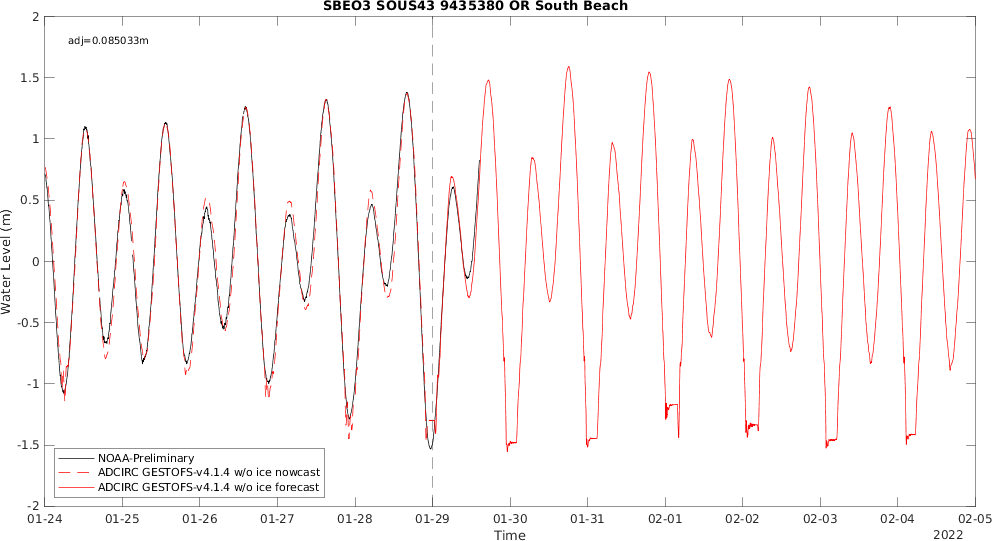 SBEO3 SOUS43 9435380 OR South Beach
adj=0.085033m
Water Level (m)
2
1.5
1
0.5
0
-0.5
-1
-1.5
-2
NOAA-Preliminary
ADCIRC GESTOFS-v4.1.4 w/o ice nowcast
ADCIRC GESTOFS-v4.1.4 w/o ice forecast
01-24 01-25 01-26 01-27 01-28 01-29 01-30 01-31 02-01 02-02 02-03 02-04 02-05
Time
2022